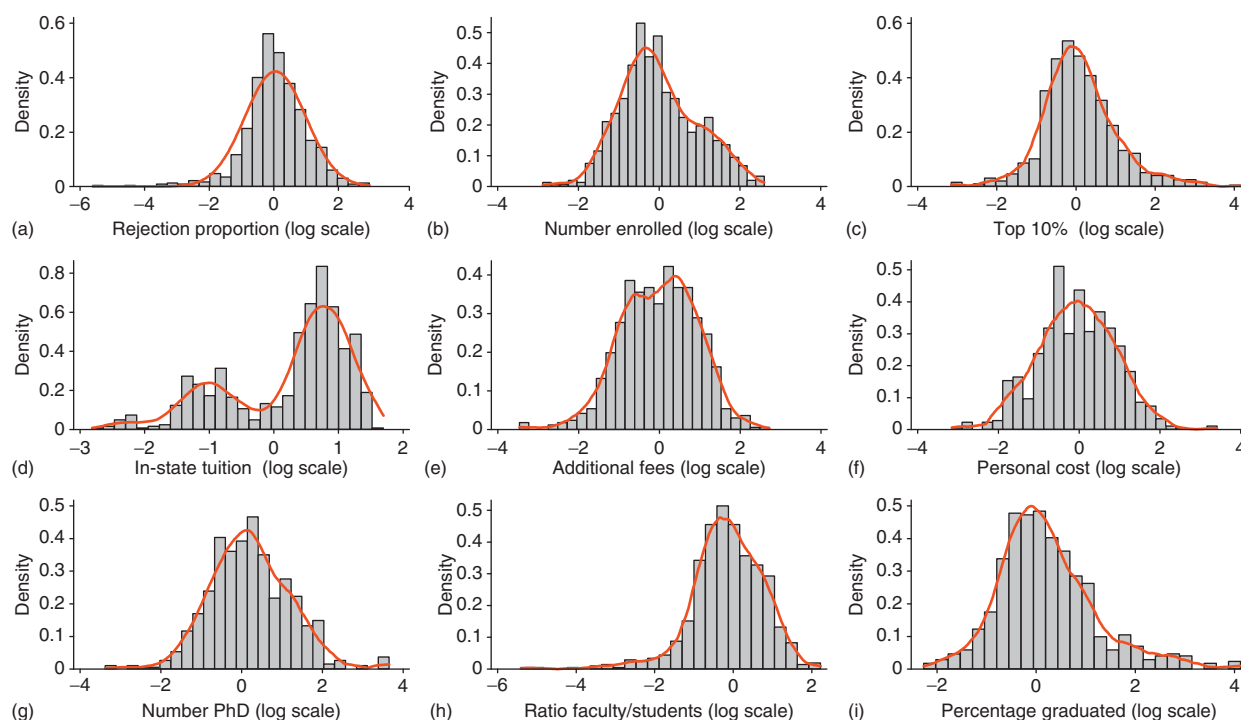 0.6
0.4
0.2
0
Density
−6 −4 −2 0 2 4
(a) Rejection proportion (log scale)
0.5
0.4
0.3
0.2
0.1
0
Density
−4 −2 0 2 4
(b) Number enrolled (log scale)
0.6
0.4
0.2
0
Density
−4 −2 0 2 4
(c) Top 10% (log scale)
0.8
0.6
0.4
0.2
0
Density
−3 −2 −1 0 1 2
(d) In-state tuition (log scale)
0.4
0.3
0.2
0.1
0
Density
−4 −2 0 2 4
(e) Additional fees (log scale)
0.5
0.4
0.3
0.2
0.1
0
Density
−4 −2 0 2 4
(f) Personal cost (log scale)
0.5
0.4
0.3
0.2
0.1
0
Density
−4 −2 0 2 4
(g) Number PhD (log scale)
0.5
0.4
0.3
0.2
0.1
0
Density
−6 −4 −2 0 2
(h) Ratio faculty/students (log scale)
0.5
0.4
0.3
0.2
0.1
0
Density
−2 0 2 4
(i) Percentage graduated (log scale)